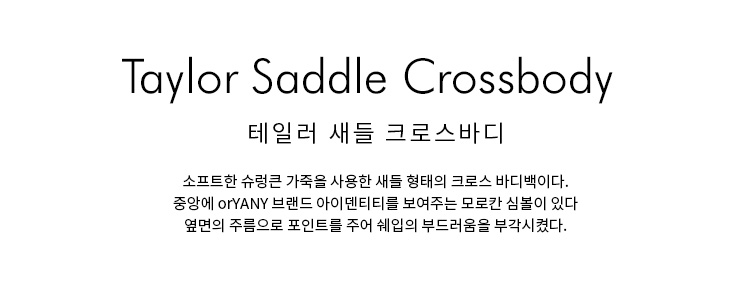 Taylor Saddle Crossbody
테일러 새들 크로스바디
소프트한 슈렁큰 가죽을 사용한 새들 형태의 크로스 바디백이다.
중앙에 orYANY 브랜드 아이덴티티를 보여주는 모로칸 심볼이 있다
옆면의 주름으로 포인트를 주어 쉐입의 부드러움을 부각시켰다.